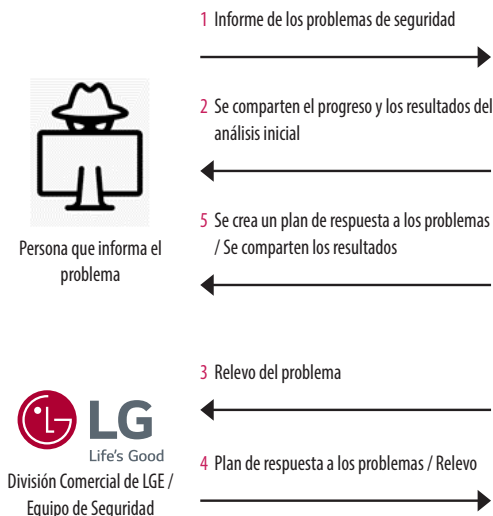 1 Informe de los problemas de seguridad
2 Se comparten el progreso y los resultados del
análisis inicial
5 Se crea un plan de respuesta a los problemas
/ Se comparten los resultados
Persona que informa el
problema
3 Relevo del problema
LG
Life's Good
4 Plan de respuesta a los problemas / Relevo
División Comercial de LGE /
Equipo de Seguridad